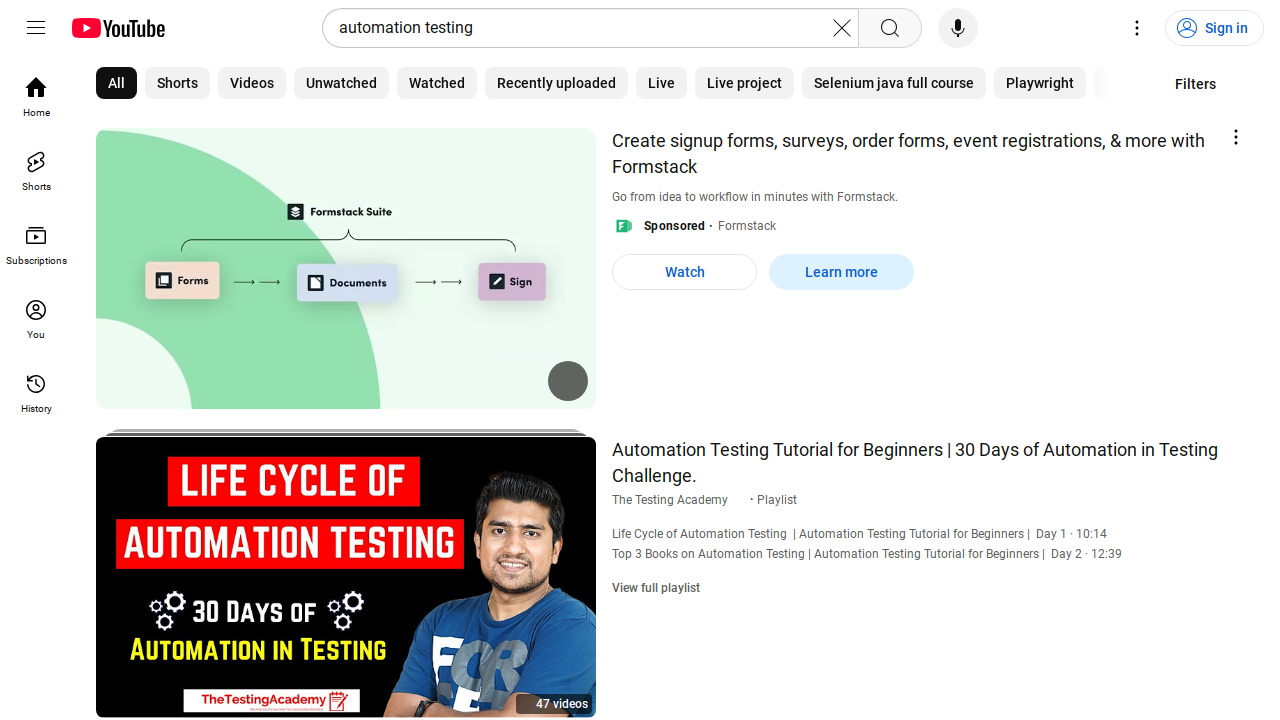 YouTube
automation testing
Sign in
All
Shorts
Videos
Unwatched
Watched
Recently uploaded
Live
Live project
Selenium java full course
Playwright
Filters
Home
Shorts
Subscriptions
You
History
Formstack Suite
Forms
Documents
Sign
Create signup forms, surveys, order forms, event registrations, & more with
Formstack
Go from idea to workflow in minutes with Formstack.
Sponsored · Formstack
Watch
Learn more
LIFE CYCLE OF
AUTOMATION TESTING
30 DAYS OF
AUTOMATION IN TESTING
TheTestingAcademy
47 videos
Automation Testing Tutorial for Beginners | 30 Days of Automation in Testing
Challenge.
The Testing Academy · Playlist
Life Cycle of Automation Testing | Automation Testing Tutorial for Beginners | Day 1 · 10:14
Top 3 Books on Automation Testing | Automation Testing Tutorial for Beginners | Day 2 · 12:39
View full playlist